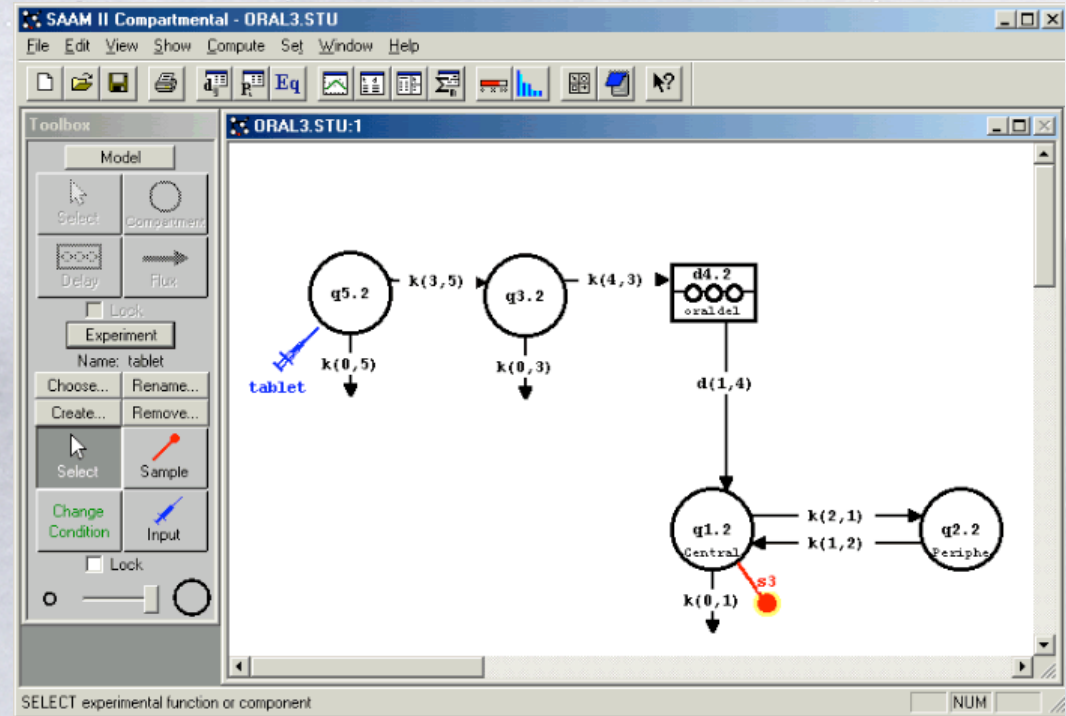 SAAM II Compartmental - ORAL3.STU
File Edit View Show Compute Set Window Help
Eq
Toolbox
Model
Select
Compartment
Delay
Flux
Lock
Experiment
Name: tablet
Choose...
Rename...
Create...
Remove...
Select
Sample
Change
Condition
Input
Lock
ORAL3.STU:1
q5.2
k(3,5)
q3.2
k(4,3)
d4.2
oraldel
tablet
k(0,5)
k(0,3)
d(1,4)
q1.2
Central
k(2,1)
k(1,2)
q2.2
Periphe
s3
k(0,1)
SELECT experimental function or component
NUM